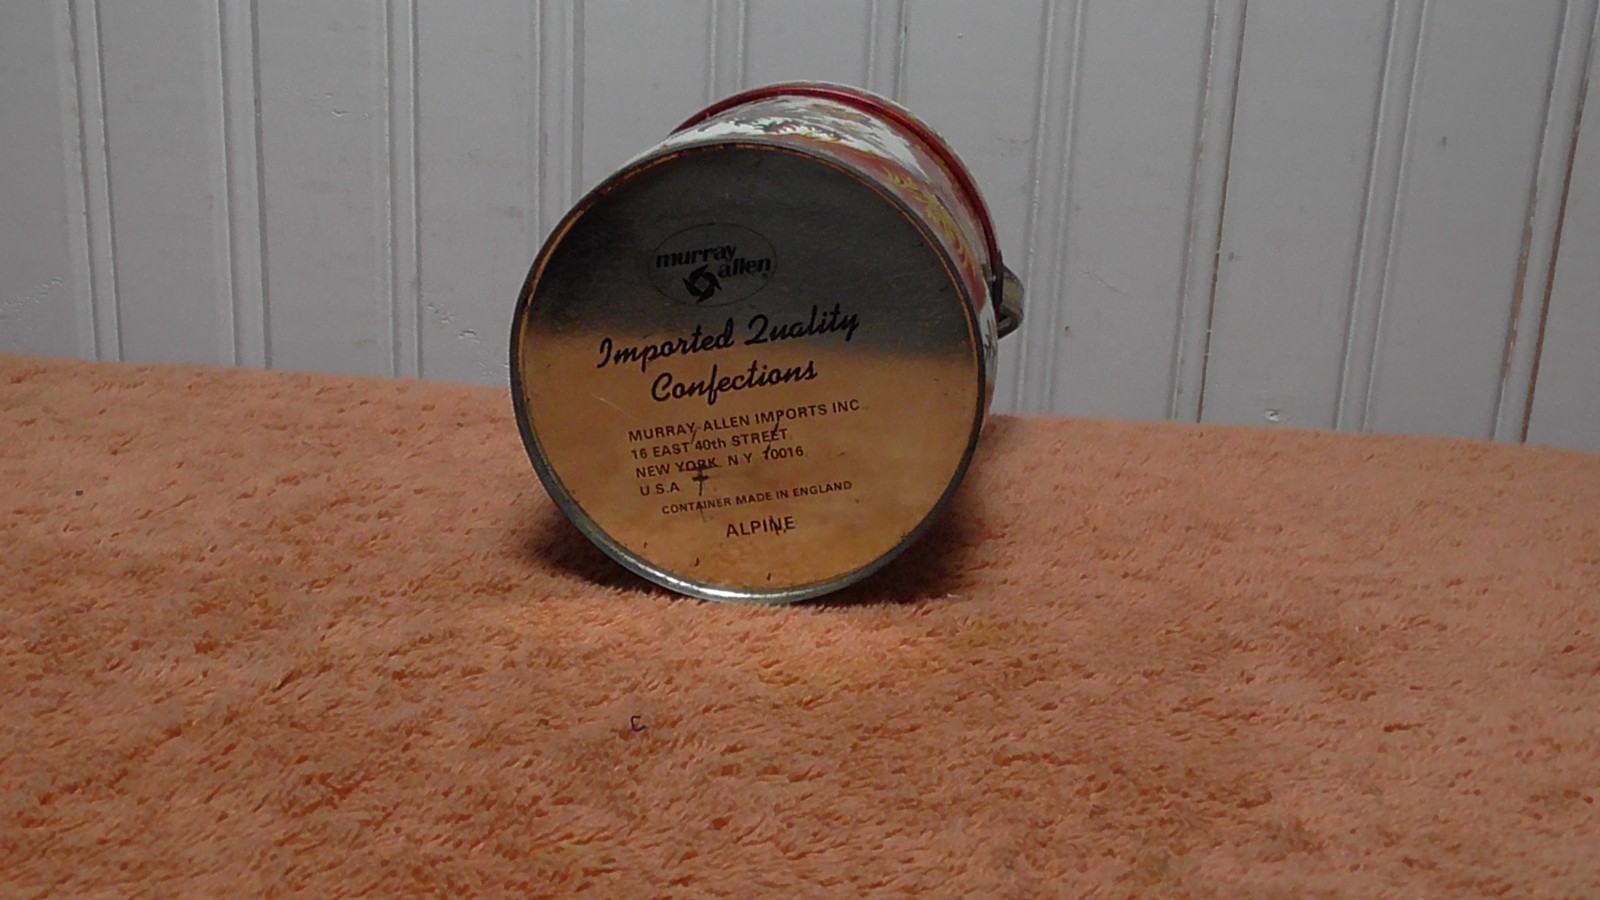 murray
allen
Imported Quality
Confections
MURRAY-ALLEN IMPORTS INC
16 EAST 40th STREET
NEW YORK N Y 10016
U.S.A
CONTAINER MADE IN ENGLAND
ALPINE